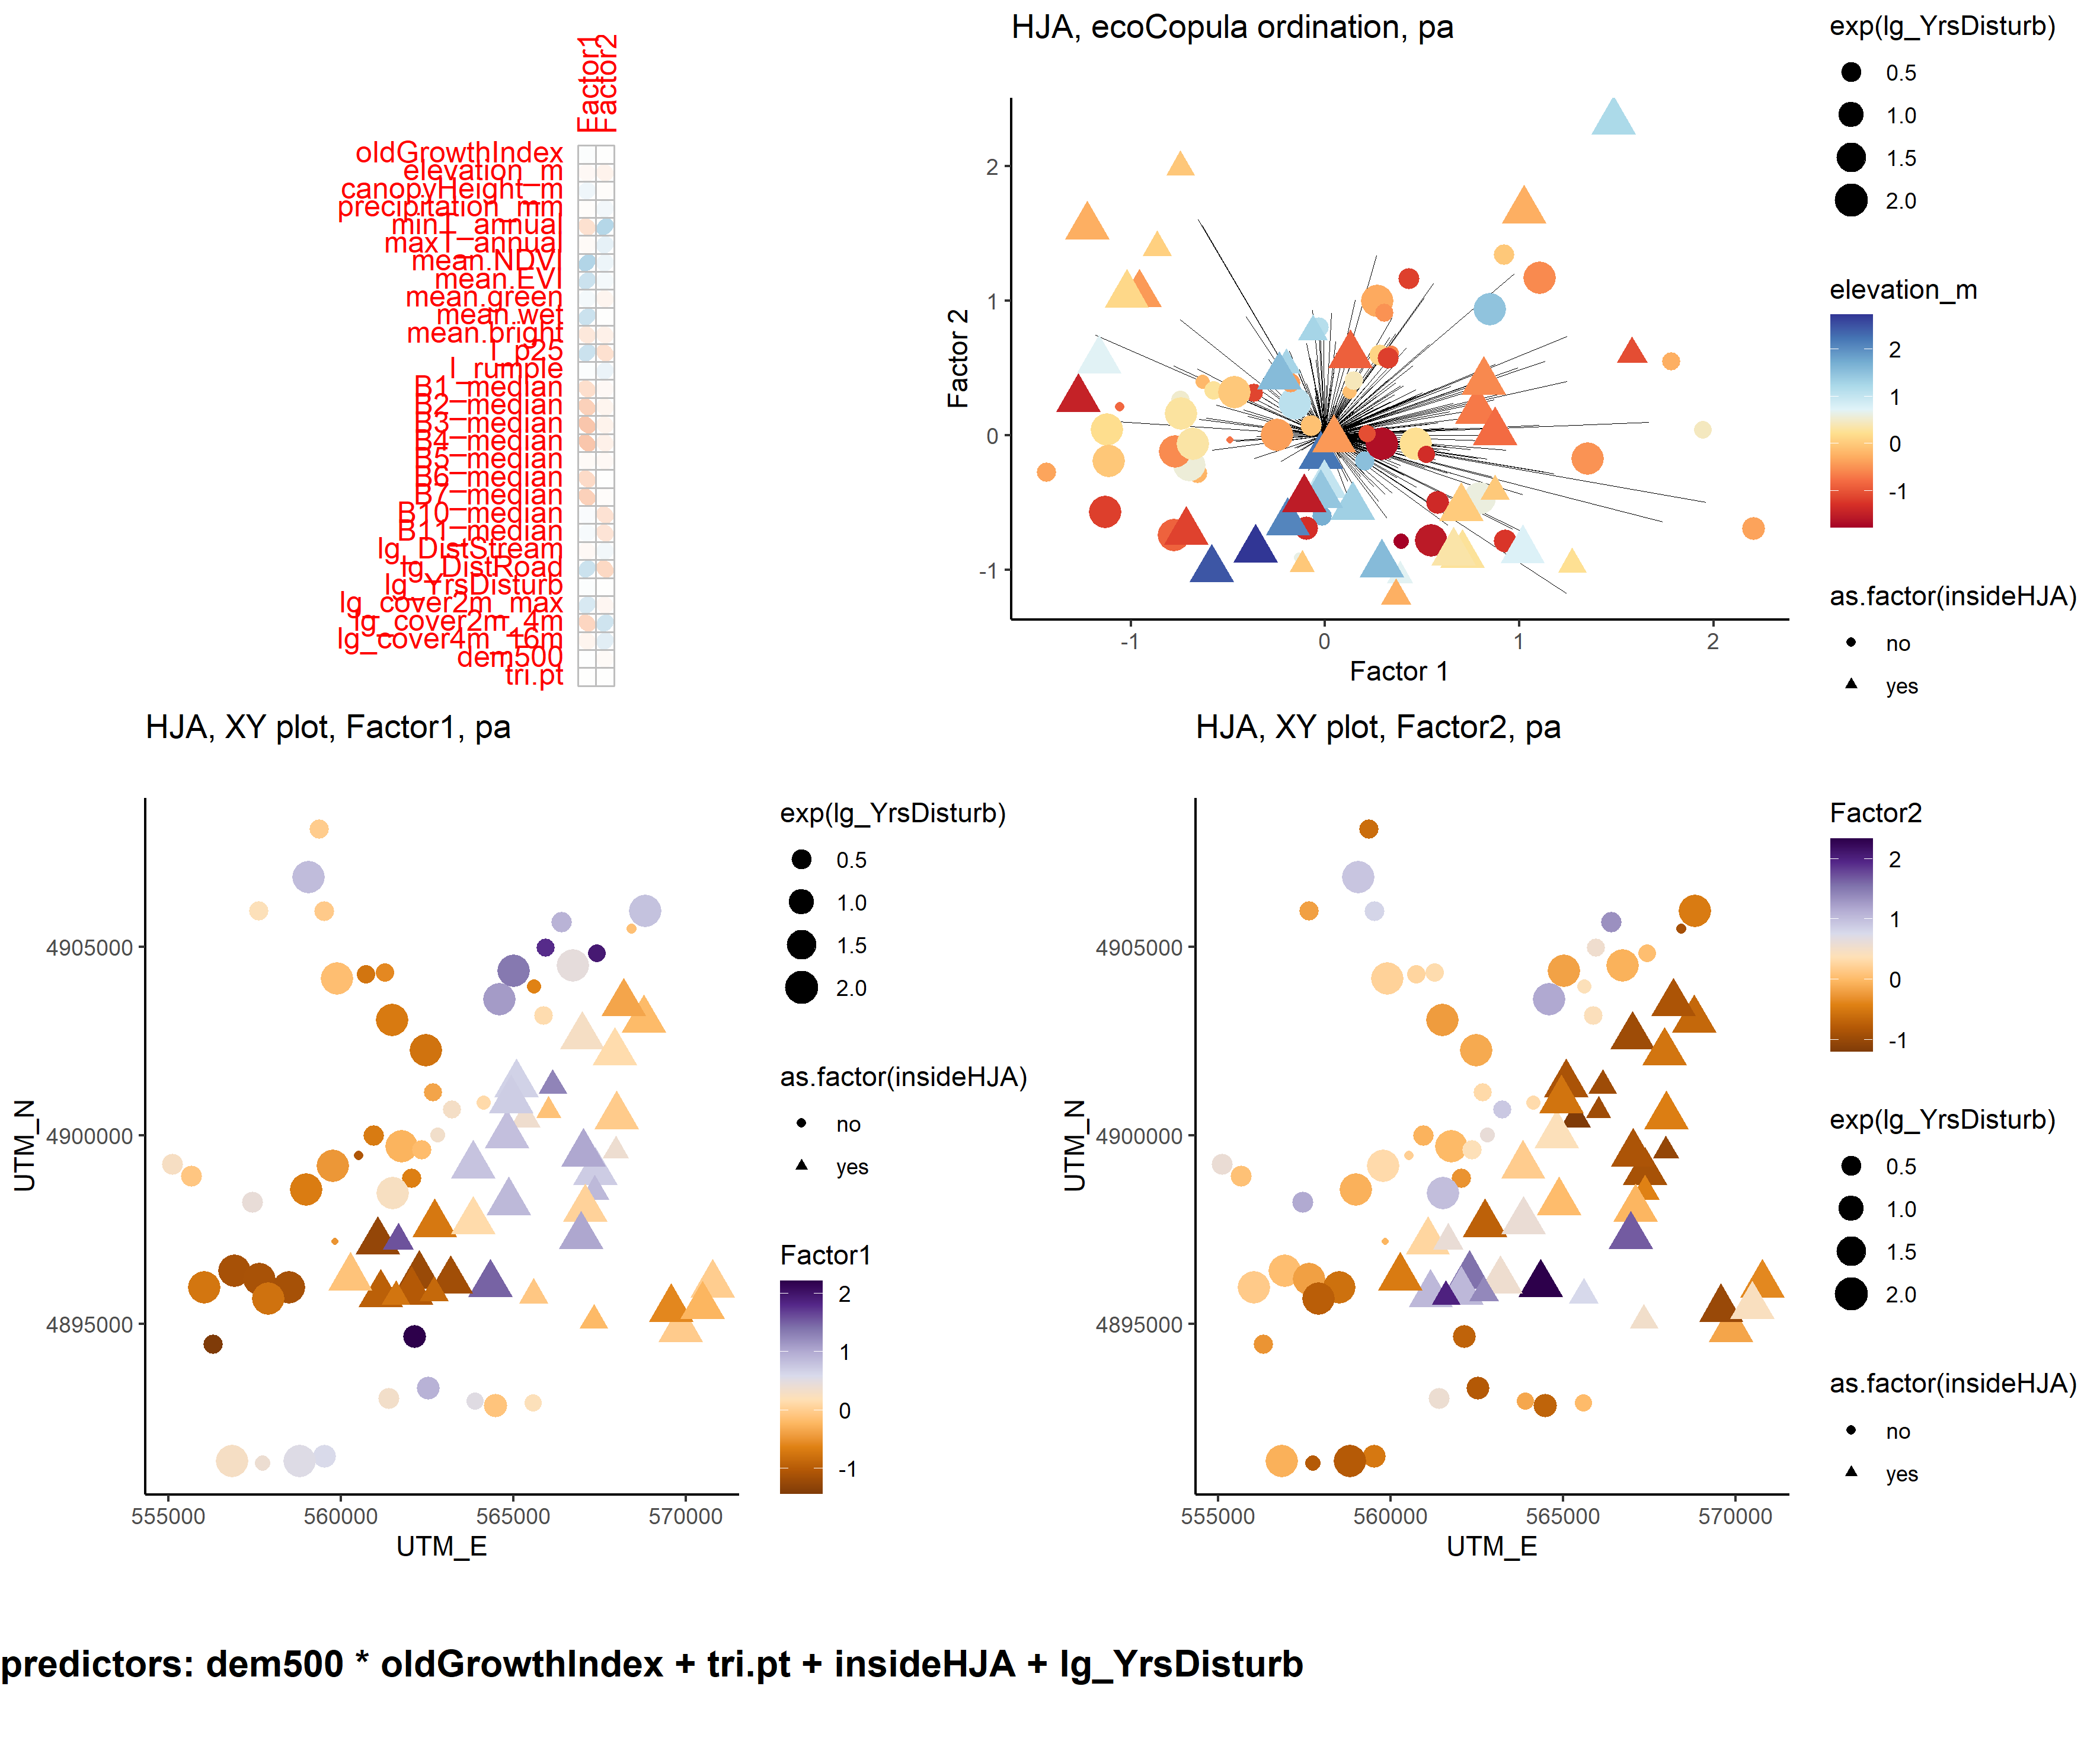 Factor1
Factor2
oldGrowthIndex
elevation_m
canopyHeight_m
precipitation_mm
minT_annual
maxT_annual
mean.NDVI
mean.EVI
mean.green
mean.wet
mean.bright
l_p25
l_rumple
B1_median
B2_median
B3_median
B4_median
B5_median
B6_median
B7_median
B10_median
B11_median
lg_DistStream
lg_DistRoad
lg_YrsDisturb
lg_cover2m_max
lg_cover2m_4m
lg_cover4m_16m
dem500
tri.pt
HJA, ecoCopula ordination, pa
Factor 2
2
1
0
-1
-1
0
1
2
Factor 1
exp(lg_YrsDisturb)
0.5
1.0
1.5
2.0
elevation_m
2
1
0
-1
as.factor(insideHJA)
no
yes
HJA, XY plot, Factor1, pa
UTM_N
4905000
4900000
4895000
555000
560000
565000
570000
UTM_E
exp(lg_YrsDisturb)
0.5
1.0
1.5
2.0
as.factor(insideHJA)
no
yes
Factor1
2
1
0
-1
HJA, XY plot, Factor2, pa
UTM_N
4905000
4900000
4895000
555000
560000
565000
570000
UTM_E
Factor2
2
1
0
-1
exp(lg_YrsDisturb)
0.5
1.0
1.5
2.0
as.factor(insideHJA)
no
yes
predictors: dem500 * oldGrowthIndex + tri.pt + insideHJA + lg_YrsDisturb